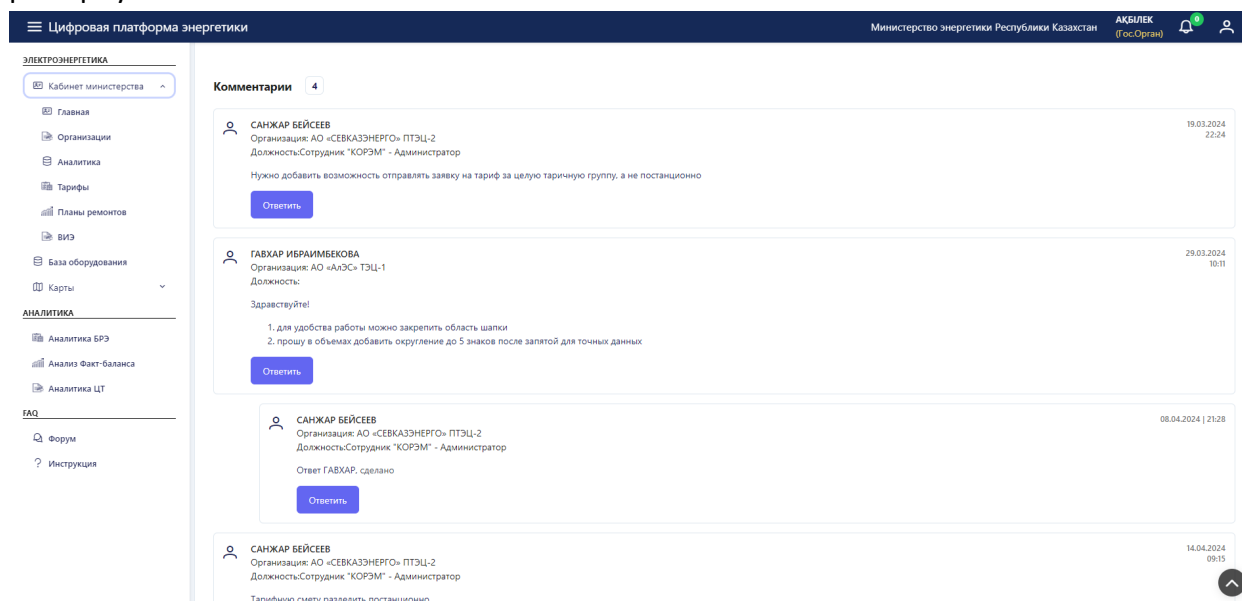 Цифровая платформа энергетики
Министерство энергетики Республики Казахстан
АҚБІЛЕК
(Гос.Орган)
0
ЭЛЕКТРОЭНЕРГЕТИКА
Кабинет министерства
Главная
Организации
Аналитика
Тарифы
Планы ремонтов
ВИЭ
База оборудования
Карты
АНАЛИТИКА
Аналитика БРЭ
Анализ Факт-баланса
Аналитика ЦТ
FAQ
Форум
Инструкция
Комментарии 4
САНЖАР БЕЙСЕЕВ
Организация: АО «СЕВКАЗЭНЕРГО» ПТЭЦ-2
Должность:Сотрудник "КОРЭМ" - Администратор
19.03.2024
22:24
Нужно добавить возможность отправлять заявку на тариф за целую таричную группу, а не постанционно
Ответить
ГАВХАР ИБРАИМБЕКОВА
Организация: АО «АлЭС» ТЭЦ-1
Должность:
29.03.2024
10:11
Здравствуйте!
1. для удобства работы можно закрепить область шапки
2. прошу в объемах добавить округление до 5 знаков после запятой для точных данных
Ответить
САНЖАР БЕЙСЕЕВ
Организация: АО «СЕВКАЗЭНЕРГО» ПТЭЦ-2
Должность:Сотрудник "КОРЭМ" - Администратор
08.04.2024 | 21:28
Ответ ГАВХАР, сделано
Ответить
САНЖАР БЕЙСЕЕВ
Организация: АО «СЕВКАЗЭНЕРГО» ПТЭЦ-2
Должность:Сотрудник "КОРЭМ" - Администратор
14.04.2024
09:15
Тарифную смету разделить постанционно